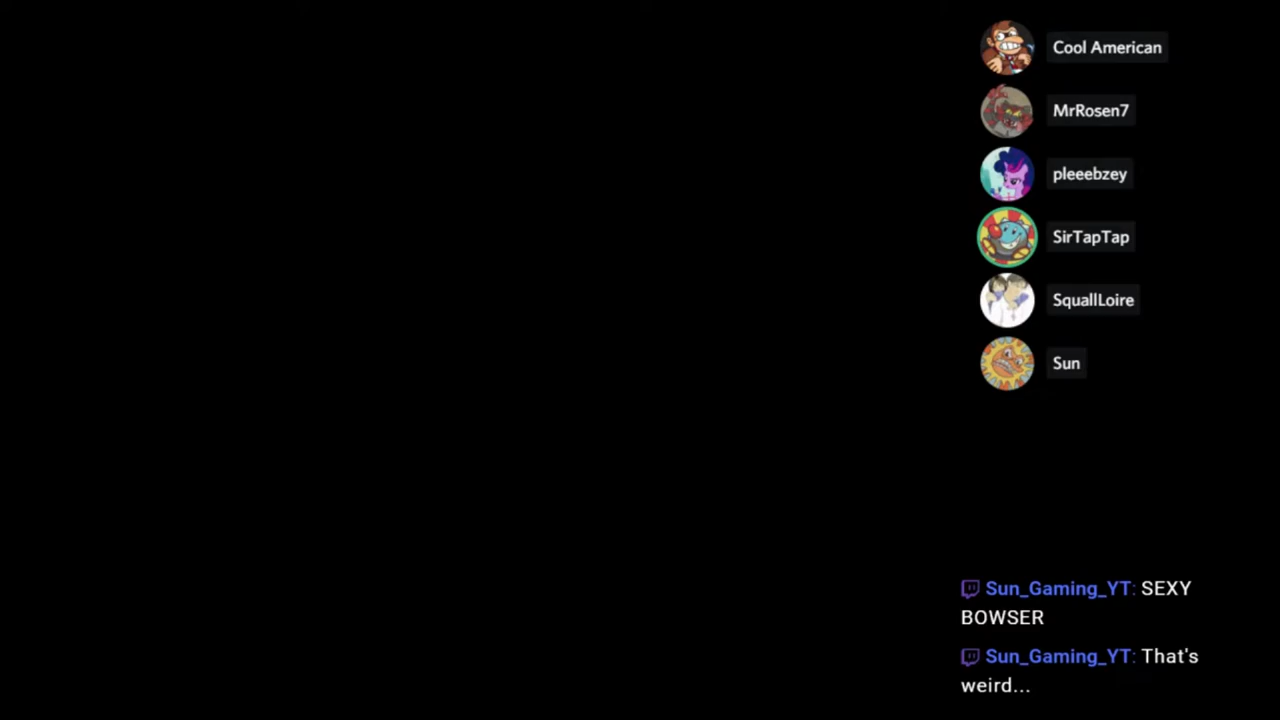 Cool American
MrRosen7
pleeebzey
SirTapTap
SquallLoire
Sun
Sun_Gaming_YT: SEXY
BOWSER
Sun_Gaming_YT: That's
weird...